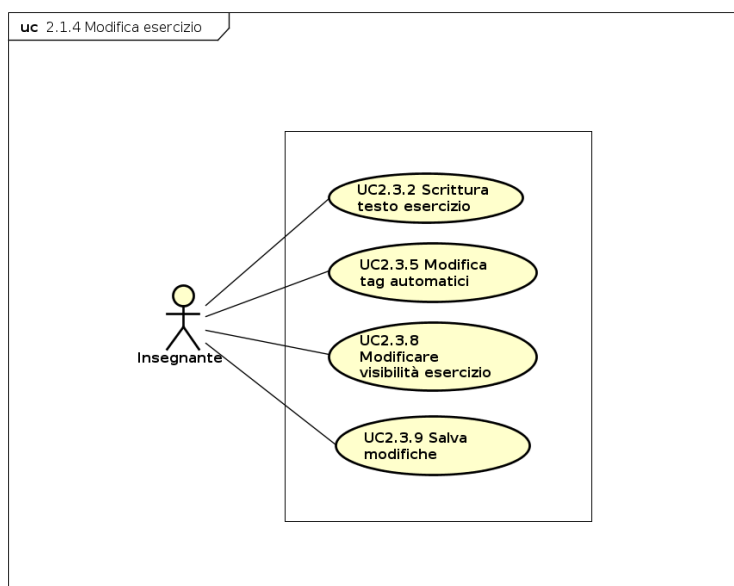 uc 2.1.4 Modifica esercizio
UC2.3.2 Scrittura
testo esercizio
UC2.3.5 Modifica
tag automatici
UC2.3.8
Modificare
visibilità esercizio
Insegnante
UC2.3.9 Salva
modifiche